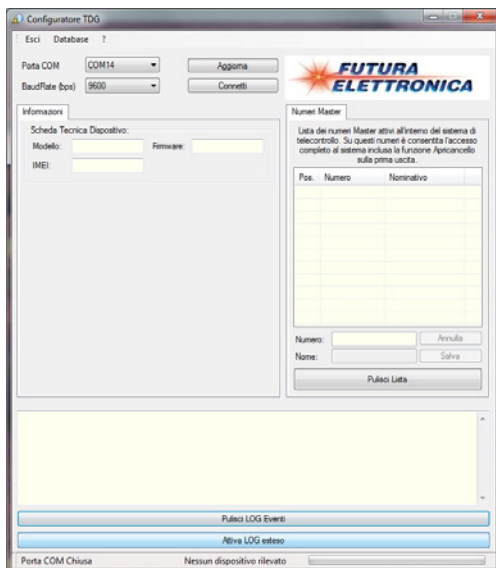 Configuratore TDG
Esci Database ?
Porta COM COM14 Aggiorna
BaudRate (bps) 9600 Connetti
FUTURA
ELETTRONICA
Informazioni
Scheda Tecnica Dispositivo:
Modello: Firmware:
IMEI:
Numeri Master
Lista dei numeri Master attivi all'interno del sistema di
telecontrollo. Su questi numeri è consentita l'accesso
completo al sistema inclusa la funzione Apricancello
sulla prima uscita.
Pos. Numero Nominativo
Numero: Annulla
Nome: Salva
Pulisci Lista
Pulisci LOG Eventi
Attiva LOG esteso
Porta COM Chiusa Nessun dispositivo rilevato